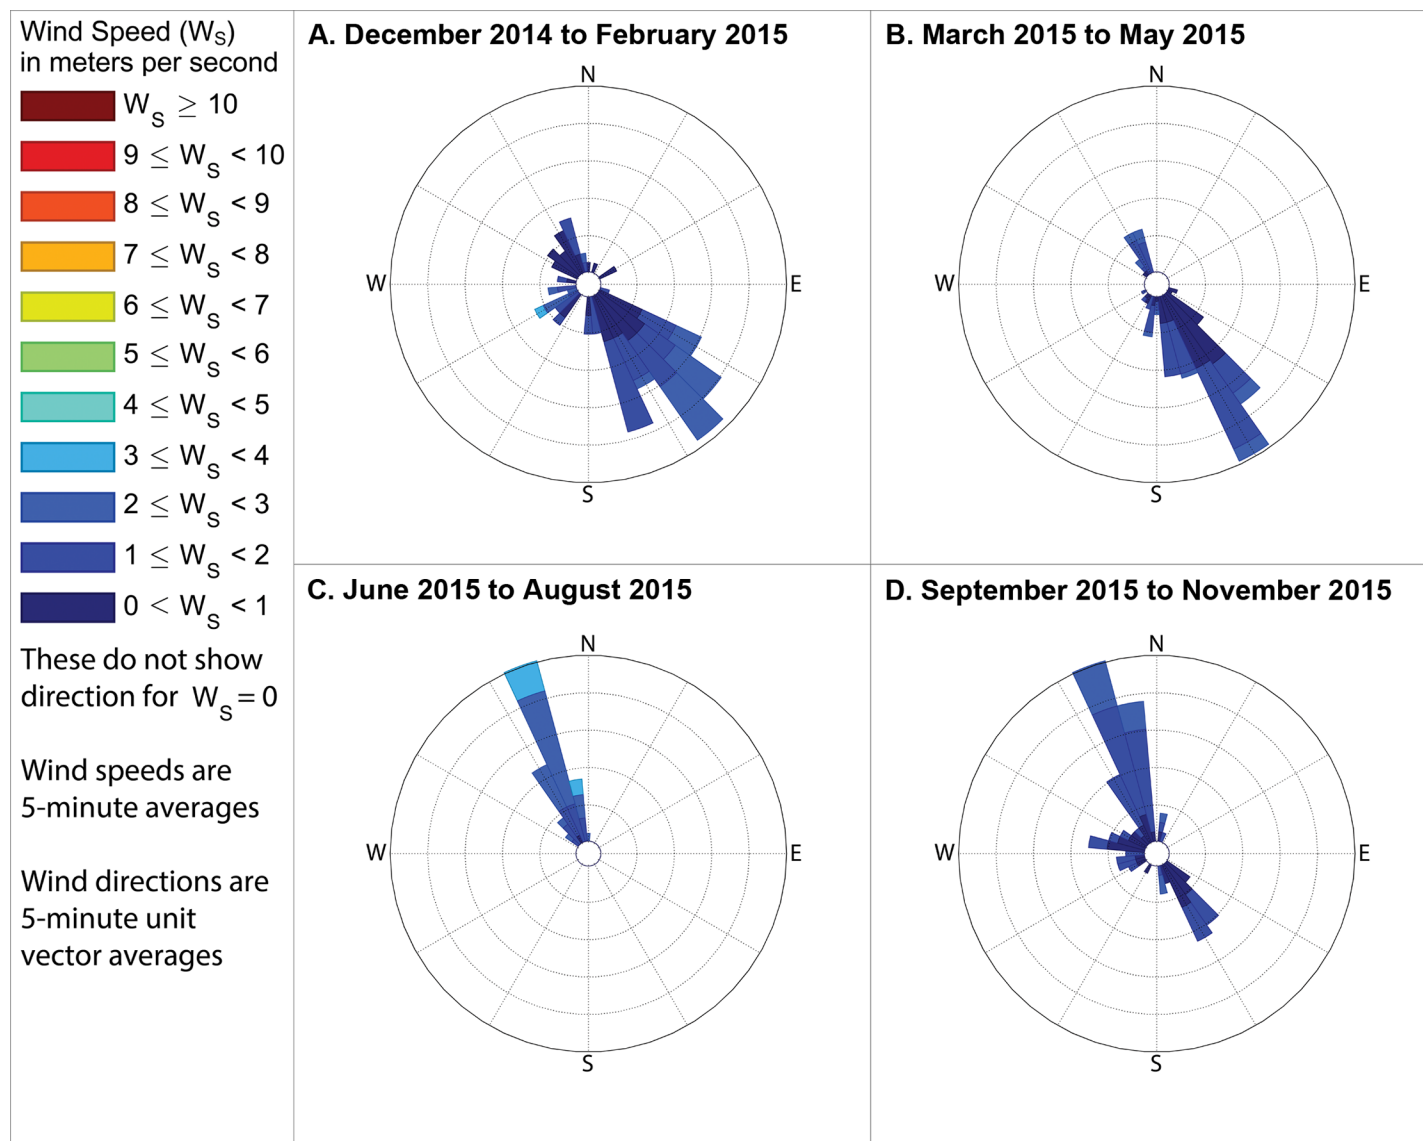 Wind Speed (WS)
in meters per second
WS ≥ 10
9 ≤ WS < 10
8 ≤ WS < 9
7 ≤ WS < 8
6 ≤ WS < 7
5 ≤ WS < 6
4 ≤ WS < 5
3 ≤ WS < 4
2 ≤ WS < 3
1 ≤ WS < 2
0 < WS < 1
These do not show
direction for WS = 0
Wind speeds are
5-minute averages
Wind directions are
5-minute unit
vector averages
A. December 2014 to February 2015
N
W
E
S
B. March 2015 to May 2015
N
W
E
S
C. June 2015 to August 2015
N
W
E
S
D. September 2015 to November 2015
N
W
E
S